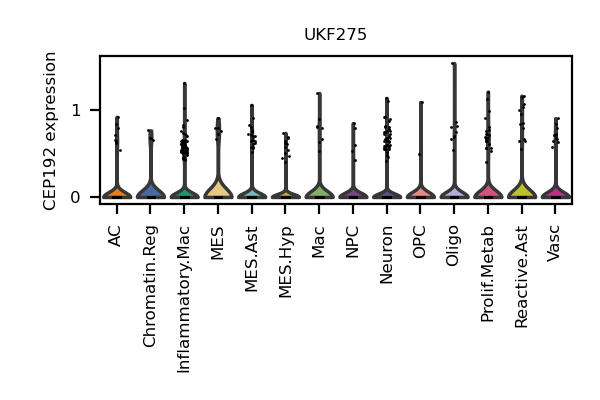 UKF275
CEP192 expression
1
0
AC
Chromatin.Reg
Inflammatory.Mac
MES
MES.Ast
MES.Hyp
Mac
NPC
Neuron
OPC
Oligo
Prolif.Metab
Reactive.Ast
Vasc